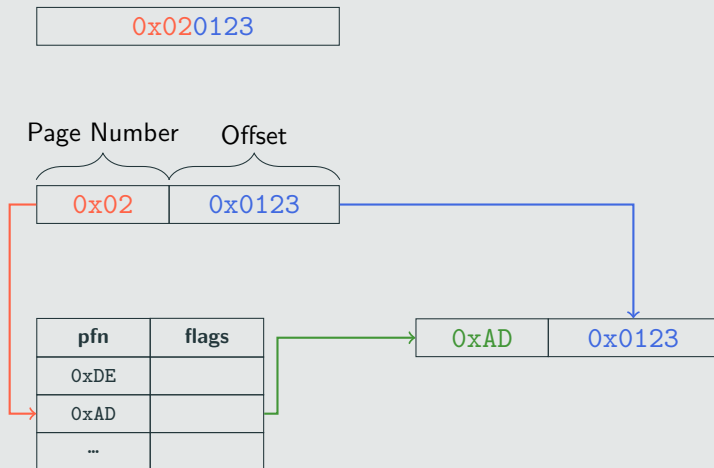 0x020123
Page Number Offset
0x02 0x0123
pfn flags
0xDE
0xAD
…
0xAD 0x0123